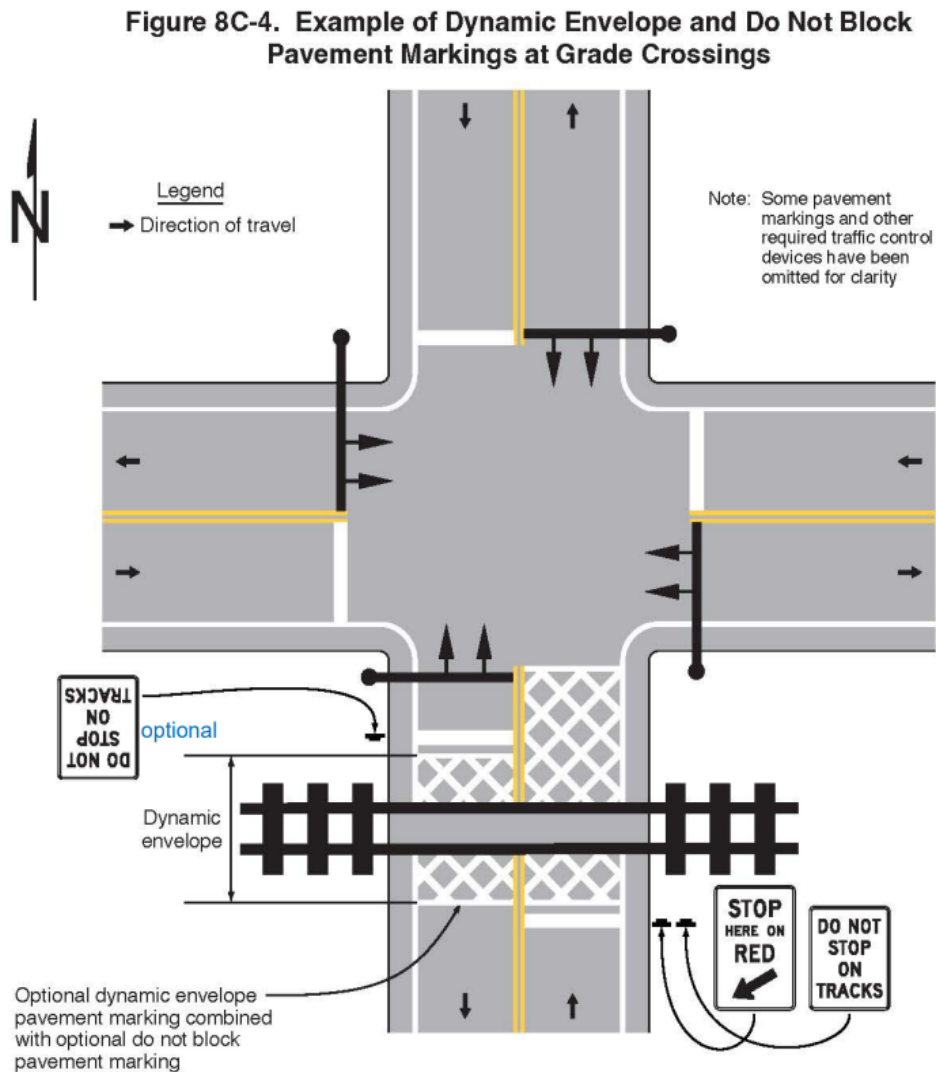 Figure 8C-4. Example of Dynamic Envelope and Do Not Block
Pavement Markings at Grade Crossings
N
Legend
Direction of travel
Note: Some pavement
markings and other
required traffic control
devices have been
omitted for clarity
DO NOT
STOP
ON
TRACKS
optional
Dynamic
envelope
STOP
HERE ON
RED
DO NOT
STOP
ON
TRACKS
Optional dynamic envelope
pavement marking combined
with optional do not block
pavement marking